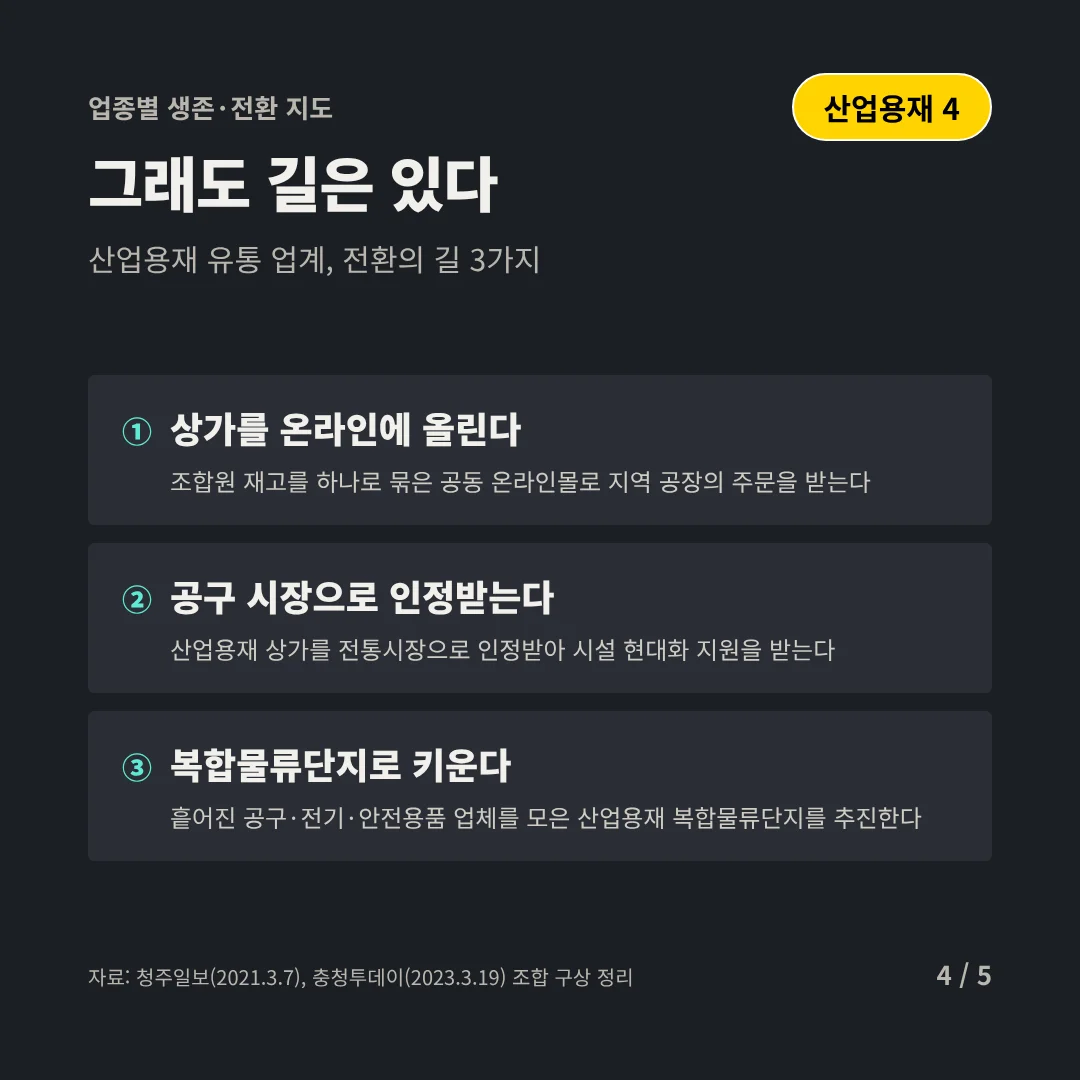 업종별 생존·전환 지도
산업용재 4
그래도 길은 있다
산업용재 유통 업계, 전환의 길 3가지
① 상가를 온라인에 올린다
조합원 재고를 하나로 묶은 공동 온라인몰로 지역 공장의 주문을 받는다
② 공구 시장으로 인정받는다
산업용재 상가를 전통시장으로 인정받아 시설 현대화 지원을 받는다
③ 복합물류단지로 키운다
흩어진 공구·전기·안전용품 업체를 모은 산업용재 복합물류단지를 추진한다
자료: 청주일보(2021.3.7), 충청투데이(2023.3.19) 조합 구상 정리
4 / 5